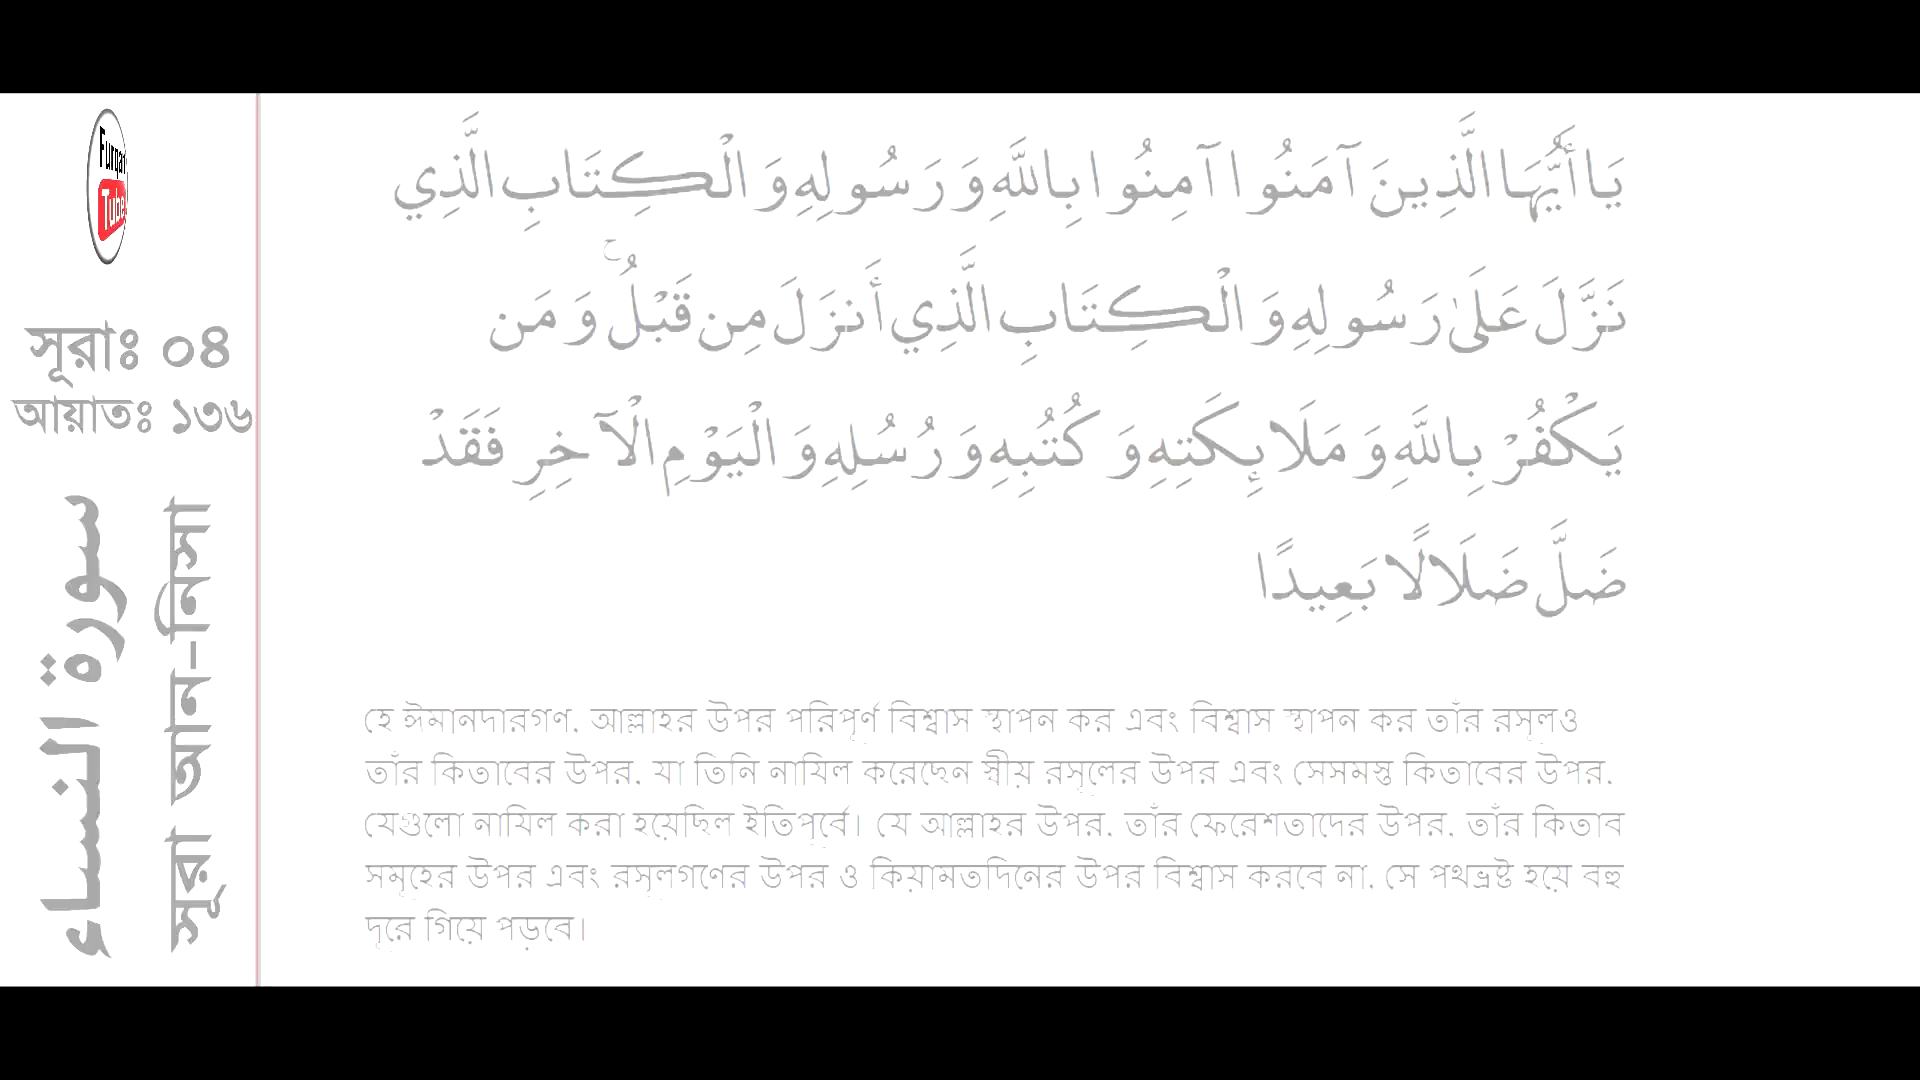 Furqan
Tube
সূরাঃ ০৪
আয়াতঃ ১৩৬
سورة النساء
সূরা আন-নিসা
يَا أَيُّهَا الَّذِينَ آمَنُوا آمِنُوا بِاللَّهِ وَ رَسُولِهِ وَ الْكِتَابِ الَّذِي
نَزَّلَ عَلَىٰ رَسُولِهِ وَ الْكِتَابِ الَّذِي أَنزَلَ مِن قَبْلُ ۚ وَ مَن
يَكْفُرْ بِاللَّهِ وَ مَلَائِكَتِهِ وَ كُتُبِهِ وَ رُسُلِهِ وَ الْيَوْمِ الْآخِرِ فَقَدْ
ضَلَّ ضَلَالًا بَعِيدًا
হে ঈমানদারগণ, আল্লাহর উপর পরিপূর্ণ বিশ্বাস স্থাপন কর এবং বিশ্বাস স্থাপন কর তাঁর রসূলও
তাঁর কিতাবের উপর, যা তিনি নাযিল করেছেন স্বীয় রসূলের উপর এবং সেসমস্ত কিতাবের উপর,
যেগুলো নাযিল করা হয়েছিল ইতিপূর্বে। যে আল্লাহর উপর, তাঁর ফেরেশতাদের উপর, তাঁর কিতাব
সমূহের উপর এবং রসূলগণের উপর ও কিয়ামতদিনের উপর বিশ্বাস করবে না, সে পথভ্রষ্ট হয়ে বহু
দূরে গিয়ে পড়বে।